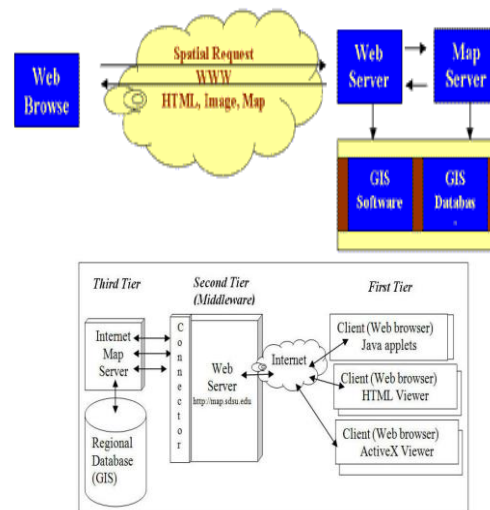 Web
Browse
Spatial Request
WWW
HTML, Image, Map
Web
Server
Map
Server
GIS
Software
GIS
Databas
Third Tier
Second Tier
(Middleware)
First Tier
Internet
Map
Server
Regional
Database
(GIS)
Connector
Web
Server
http://map.sdsu.edu
Internet
Client (Web browser)
Java applets
Client (Web browser)
HTML Viewer
Client (Web browser)
ActiveX Viewer